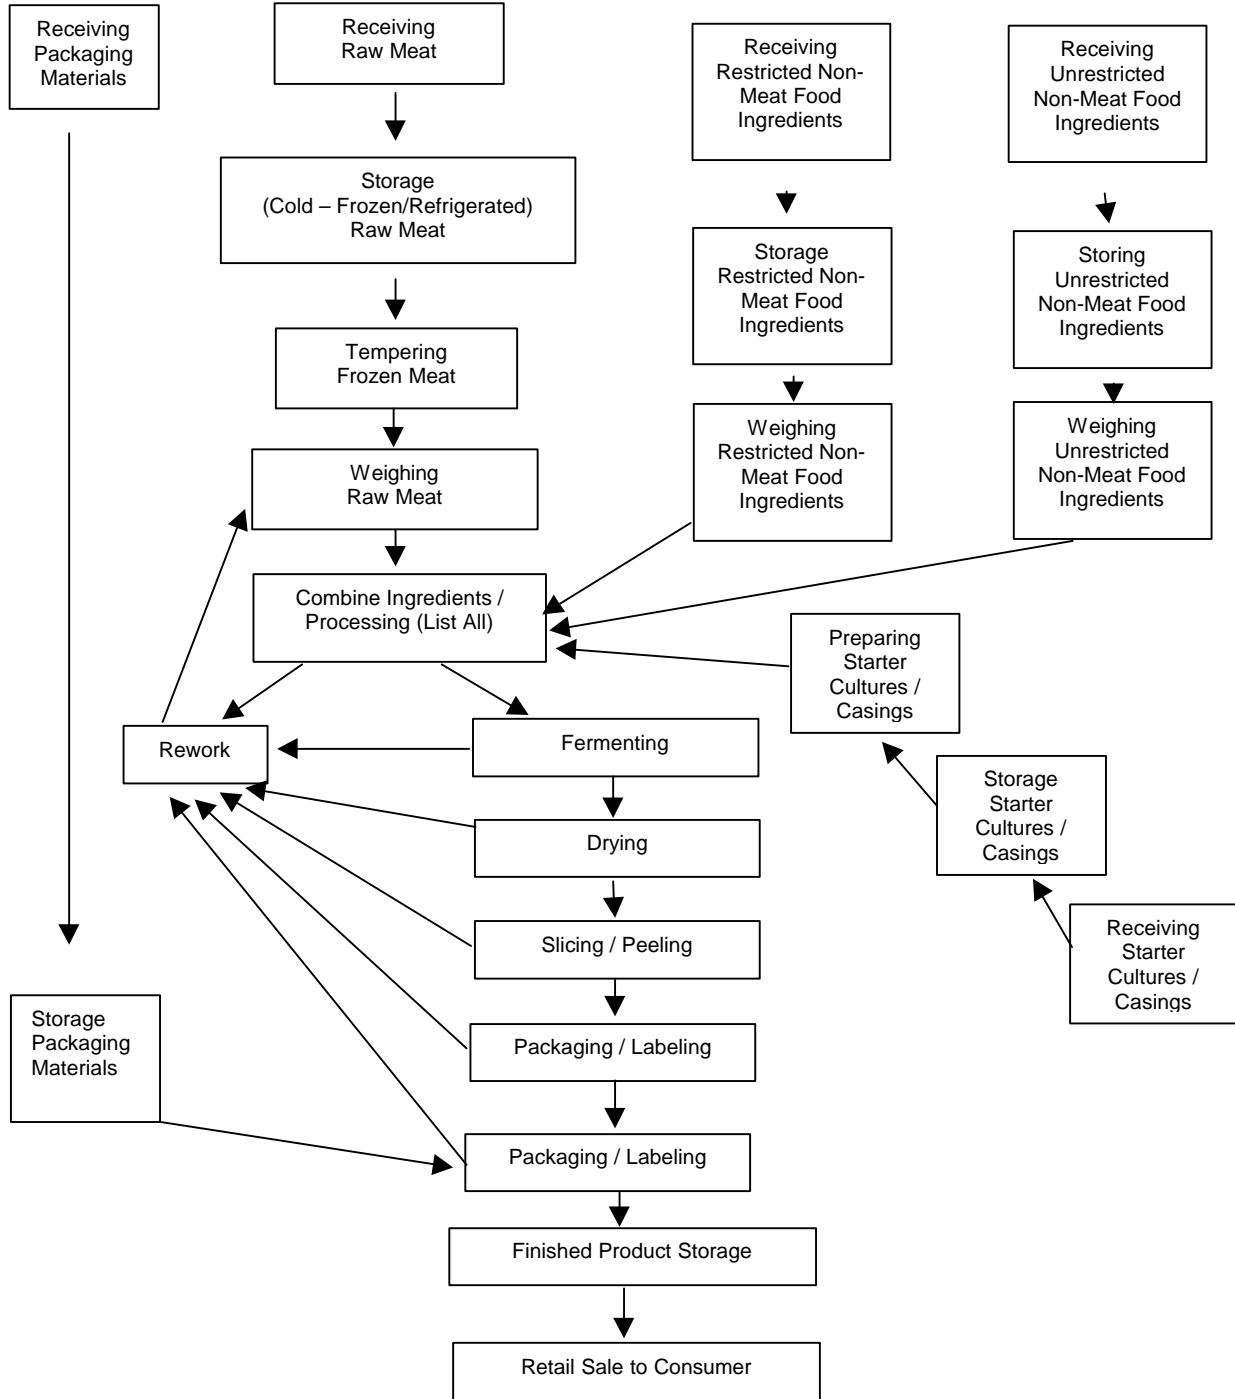 Receiving
Packaging
Materials
Receiving
Raw Meat
Receiving
Restricted Non-
Meat Food
Ingredients
Receiving
Unrestricted
Non-Meat Food
Ingredients
Storage
(Cold – Frozen/Refrigerated)
Raw Meat
Storage
Restricted Non-
Meat Food
Ingredients
Storing
Unrestricted
Non-Meat Food
Ingredients
Tempering
Frozen Meat
Weighing
Raw Meat
Weighing
Restricted Non-
Meat Food
Ingredients
Weighing
Unrestricted
Non-Meat Food
Ingredients
Combine Ingredients /
Processing (List All)
Preparing
Starter
Cultures /
Casings
Rework
Fermenting
Storage
Starter
Cultures /
Casings
Drying
Slicing / Peeling
Receiving
Starter
Cultures /
Casings
Storage
Packaging
Materials
Packaging / Labeling
Packaging / Labeling
Finished Product Storage
Retail Sale to Consumer